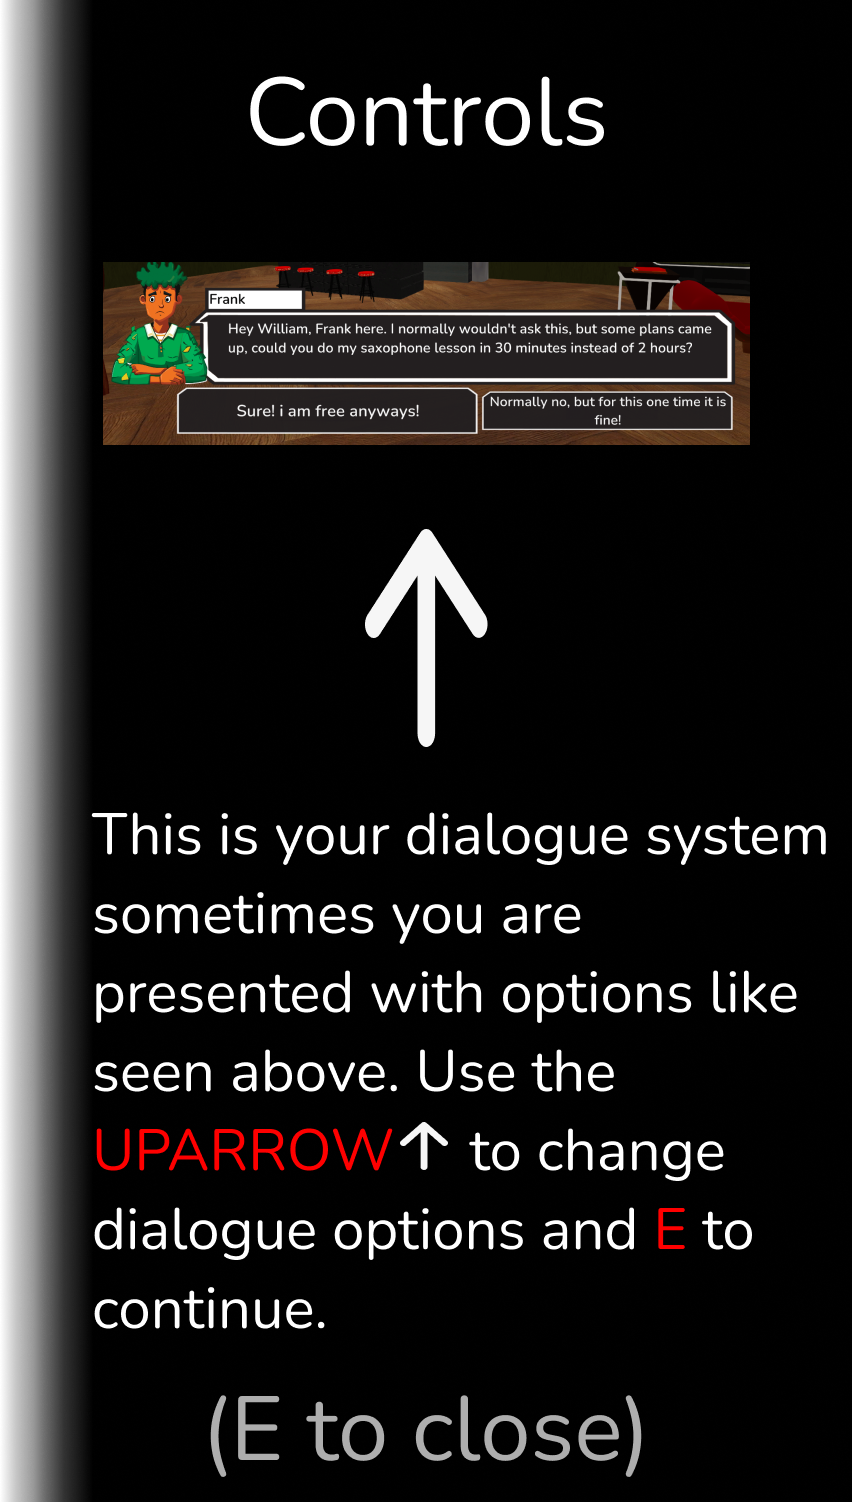 Controls
Frank
Hey William, Frank here. I normally wouldn't ask this, but some plans came
up, could you do my saxophone lesson in 30 minutes instead of 2 hours?
Sure! i am free anyways!
Normally no, but for this one time it is
fine!
This is your dialogue system
sometimes you are
presented with options like
seen above. Use the
UPARROW↑ to change
dialogue options and E to
continue.
(E to close)